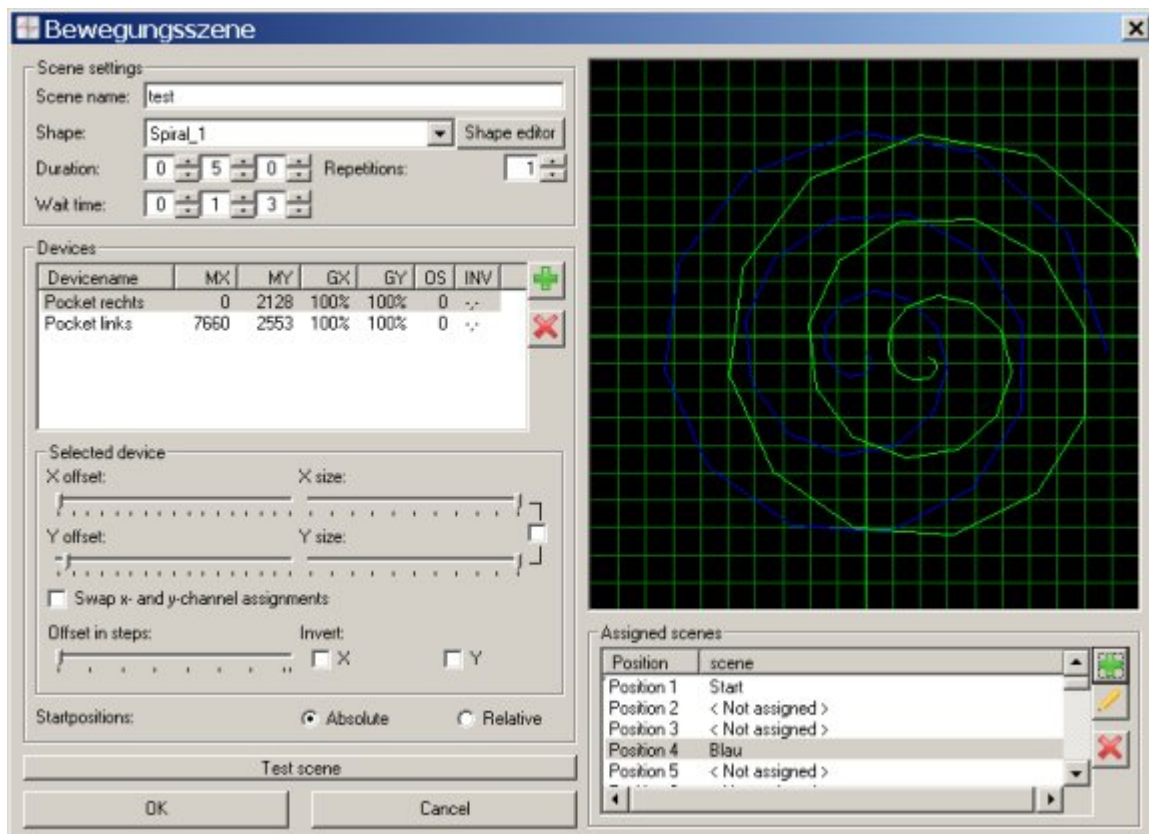 Bewegungsszene
Scene settings
Scene name: test
Shape: Spiral_1 Shape editor
Duration: 0 5 0 Repetitions: 1
Wait time: 0 1 3
Devices
Devicename MX MY GX GY OS INV
Pocket rechts 0 2128 100% 100% 0 -,-
Pocket links 7660 2553 100% 100% 0 -,-
Selected device
X offset: X size:
Y offset: Y size:
Swap x- and y-channel assignments
Offset in steps: Invert:
X Y
Startpositions: Absolute Relative
Test scene
OK Cancel
Assigned scenes
Position scene
Position 1 Start
Position 2 < Not assigned >
Position 3 < Not assigned >
Position 4 Blau
Position 5 < Not assigned >